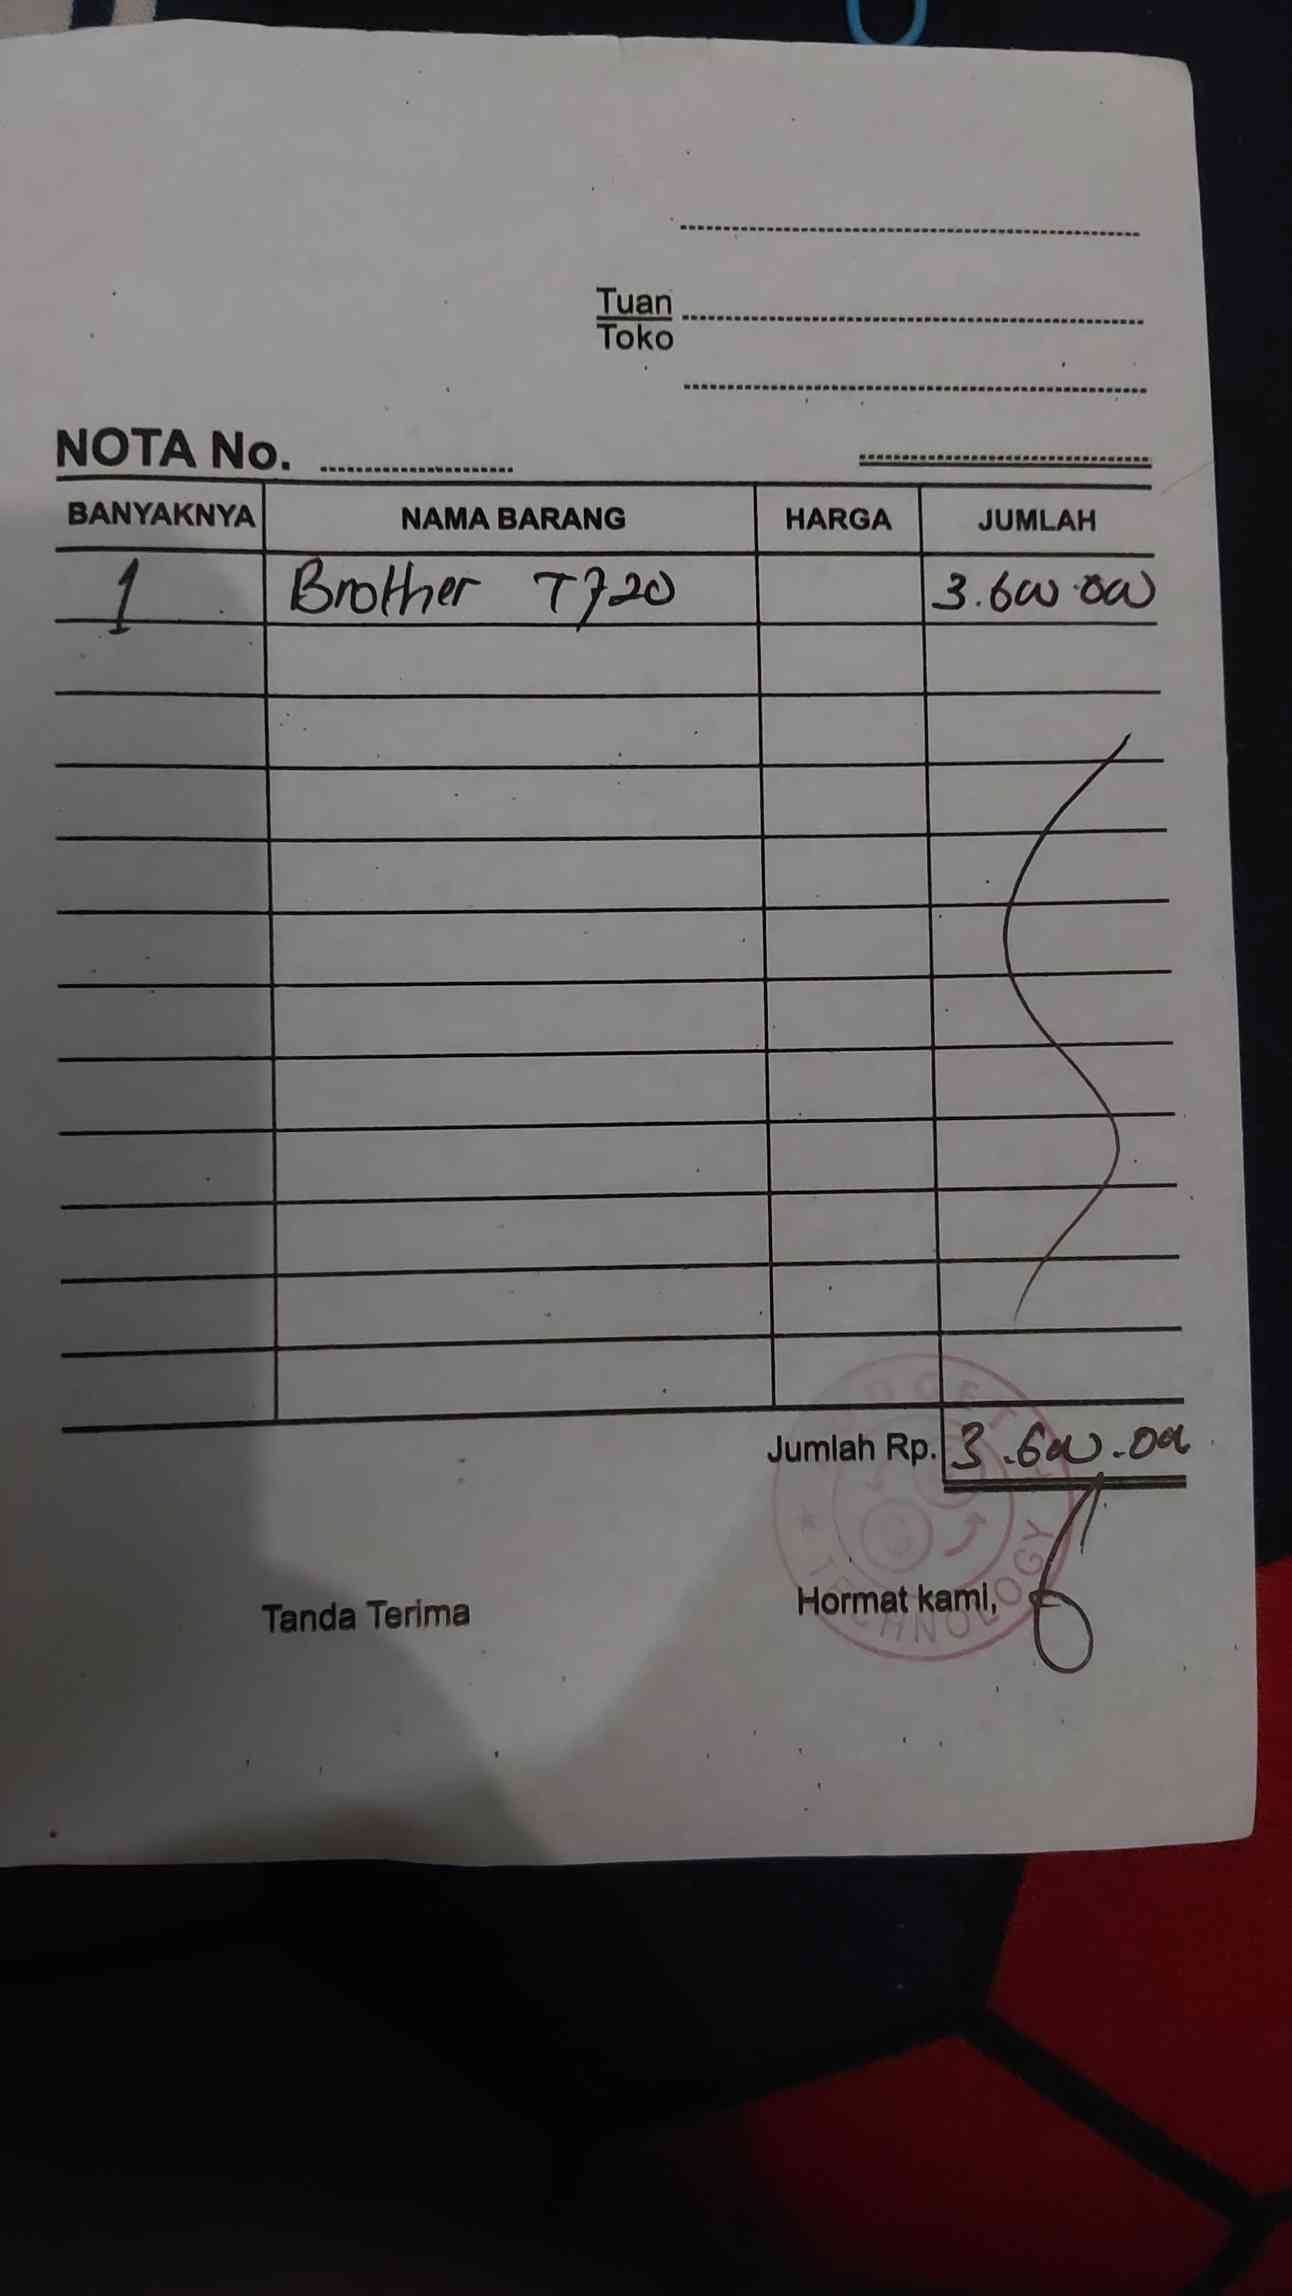 Tuan
Toko
NOTA No.
BANYAKNYA NAMA BARANG HARGA JUMLAH
1 Brother T720 3.600.000
Jumlah Rp. 3.600.000
Tanda Terima Hormat kami,
TECHNOLOGY